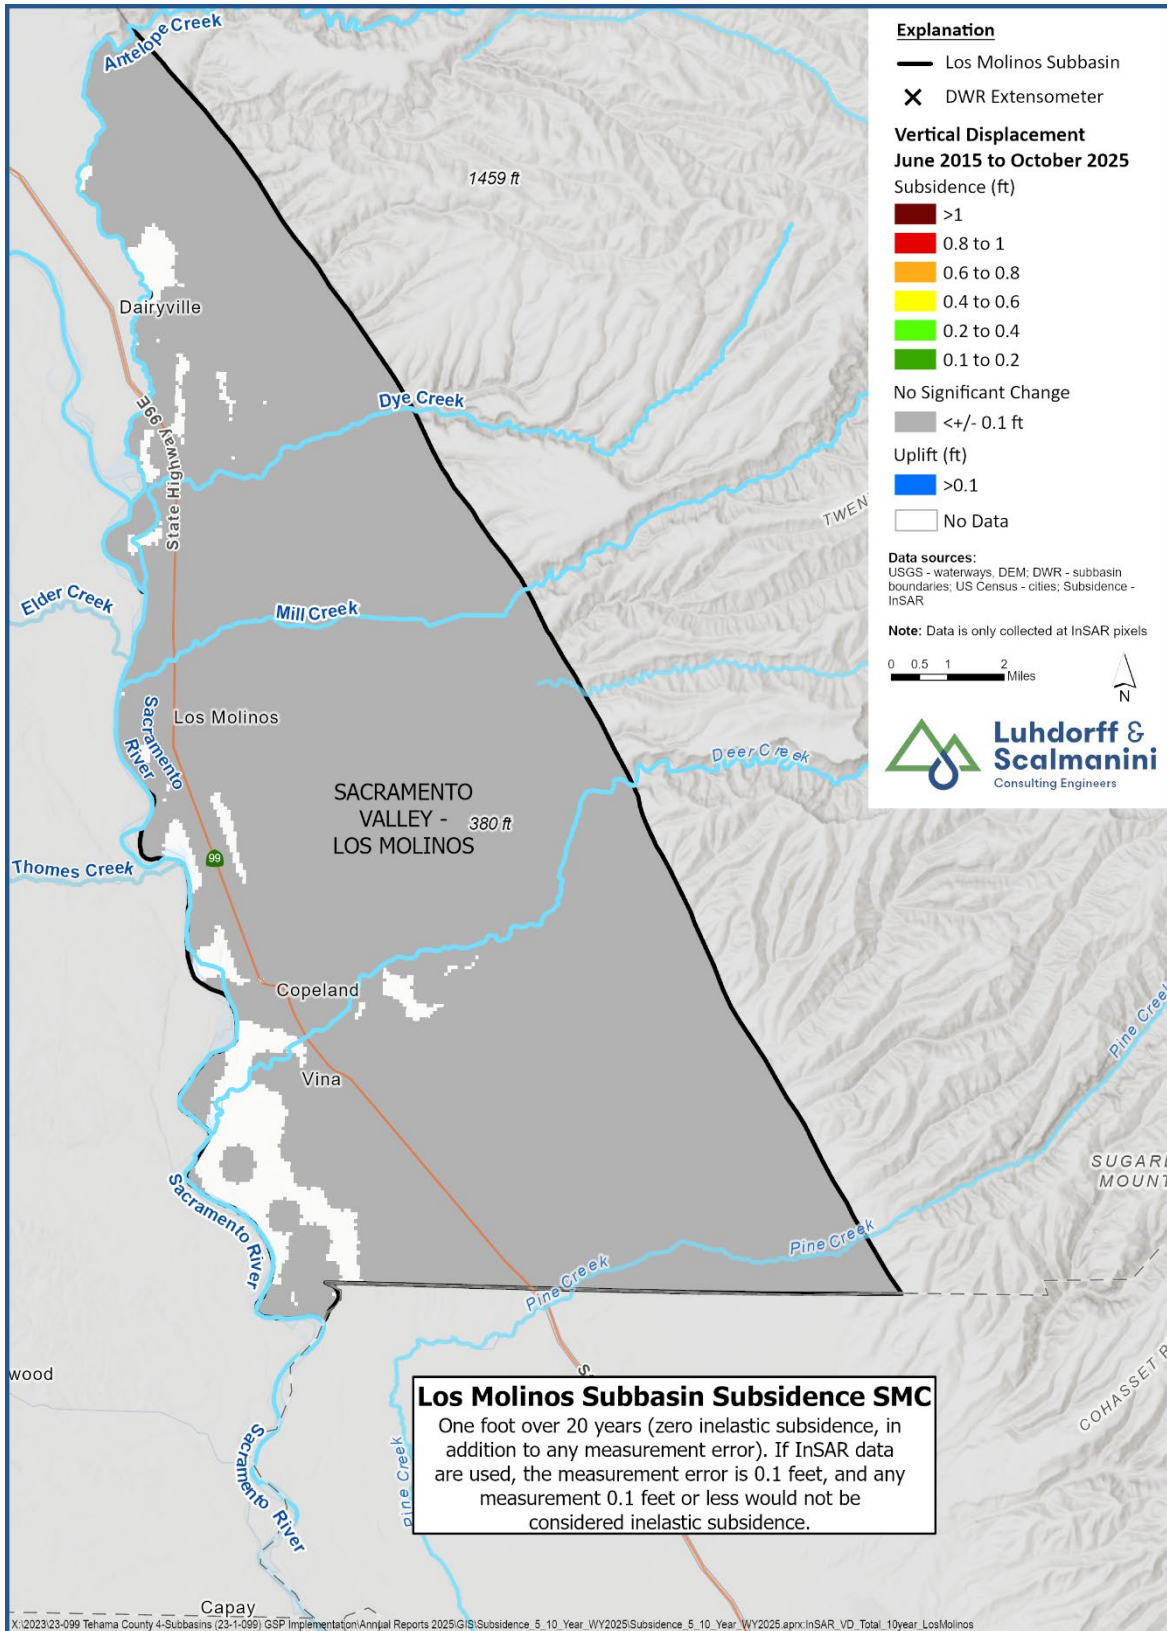 Antelope Creek
1459 ft
Dairyville
State Highway 99E
Dye Creek
TWEN
Elder Creek
Mill Creek
Sacramento
River
Los Molinos
Deer Creek
SACRAMENTO
VALLEY -
LOS MOLINOS
380 ft
99
Thomes Creek
Copeland
Vina
Pine Creek
SUGARL
MOUNT
Sacramento River
Pine Creek
Pine Creek
wood
COHASSET R
S
Pine Creek
Sacramento River
Capay
Explanation
Los Molinos Subbasin
DWR Extensometer
Vertical Displacement
June 2015 to October 2025
Subsidence (ft)
>1
0.8 to 1
0.6 to 0.8
0.4 to 0.6
0.2 to 0.4
0.1 to 0.2
No Significant Change
<+/- 0.1 ft
Uplift (ft)
>0.1
No Data
Data sources:
USGS - waterways, DEM; DWR - subbasin
boundaries; US Census - cities; Subsidence -
InSAR
Note: Data is only collected at InSAR pixels
0 0.5 1 2
Miles
N
Luhdorff &
Scalmanini
Consulting Engineers
Los Molinos Subbasin Subsidence SMC
One foot over 20 years (zero inelastic subsidence, in
addition to any measurement error). If InSAR data
are used, the measurement error is 0.1 feet, and any
measurement 0.1 feet or less would not be
considered inelastic subsidence.
X:\2023\23-099 Tehama County 4-Subbasins (23-1-099) GSP Implementation\Annual Reports 2025\GIS\Subsidence_5_10_Year_WY2025\Subsidence_5_10_Year_WY2025.aprx:InSAR_VD_Total_10year_LosMolinos